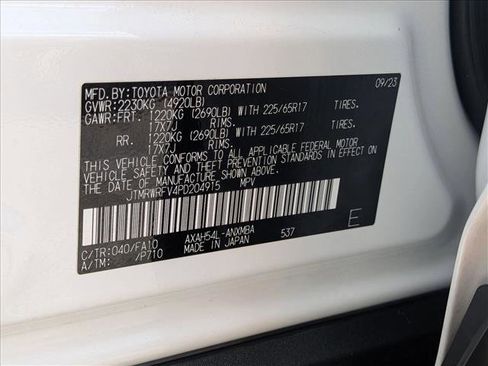 MFD. BY: TOYOTA MOTOR CORPORATION 09/23
GVWR: 2230KG (4920LB)
GAWR: FRT. 1220KG (2690LB) WITH 225/65R17 TIRES.
17X7J RIMS.
RR. 1220KG (2690LB) WITH 225/65R17 TIRES.
17X7J RIMS.
THIS VEHICLE CONFORMS TO ALL APPLICABLE FEDERAL MOTOR
VEHICLE SAFETY AND THEFT PREVENTION STANDARDS IN EFFECT
ON THE DATE OF MANUFACTURE SHOWN ABOVE.
JTMRWRFV4PD204915 MPV
C/TR: 040/FA10 AXAH54L-ANXMBA 537 E
A/TM: /P710 MADE IN JAPAN